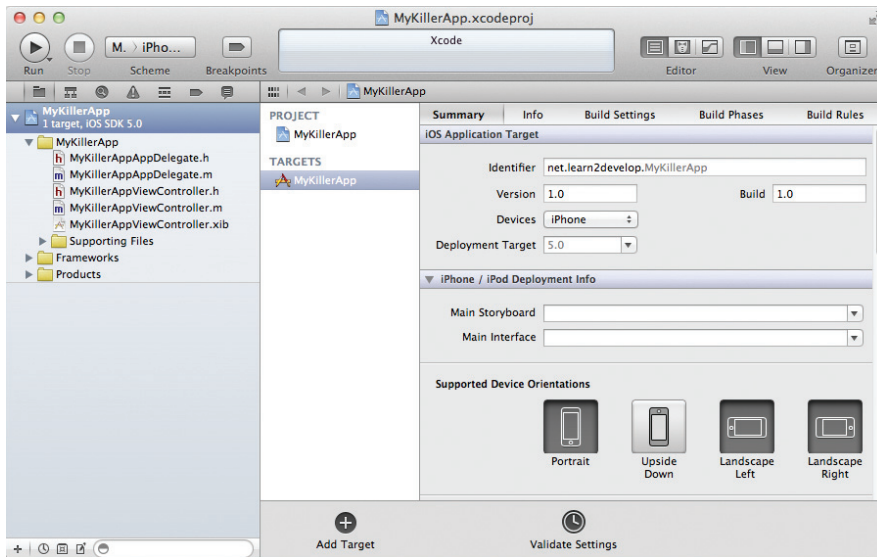 MyKillerApp.xcodeproj
M. 〉 iPho...
Xcode
Run
Stop
Scheme
Breakpoints
Editor
View
Organizer
MyKillerApp
MyKillerApp
1 target, iOS SDK 5.0
MyKillerApp
h MyKillerAppAppDelegate.h
m MyKillerAppAppDelegate.m
h MyKillerAppViewController.h
m MyKillerAppViewController.m
MyKillerAppViewController.xib
Supporting Files
Frameworks
Products
PROJECT
MyKillerApp
TARGETS
MyKillerApp
Summary
Info
Build Settings
Build Phases
Build Rules
iOS Application Target
Identifier net.learn2develop.MyKillerApp
Version 1.0
Build 1.0
Devices iPhone
Deployment Target 5.0
iPhone / iPod Deployment Info
Main Storyboard
Main Interface
Supported Device Orientations
Portrait
Upside
Down
Landscape
Left
Landscape
Right
Add Target
Validate Settings